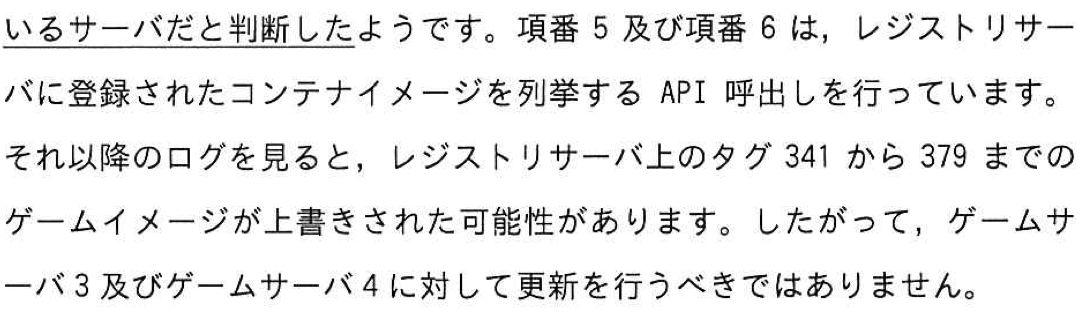 いるサーバだと判断したようです。項番 5 及び項番 6 は，レジストリサー
バに登録されたコンテナイメージを列挙する API 呼出しを行っています。
それ以降のログを見ると，レジストリサーバ上のタグ 341 から 379 までの
ゲームイメージが上書きされた可能性があります。したがって，ゲームサ
ーバ 3 及びゲームサーバ 4 に対して更新を行うべきではありません。